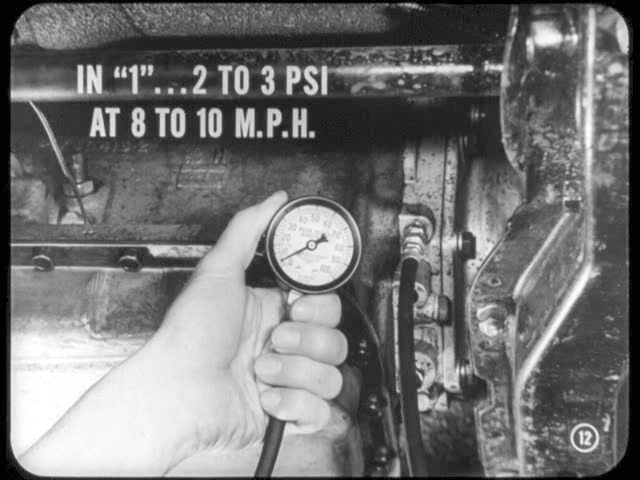 IN “1”...2 TO 3 PSI
AT 8 TO 10 M.P.H.
12